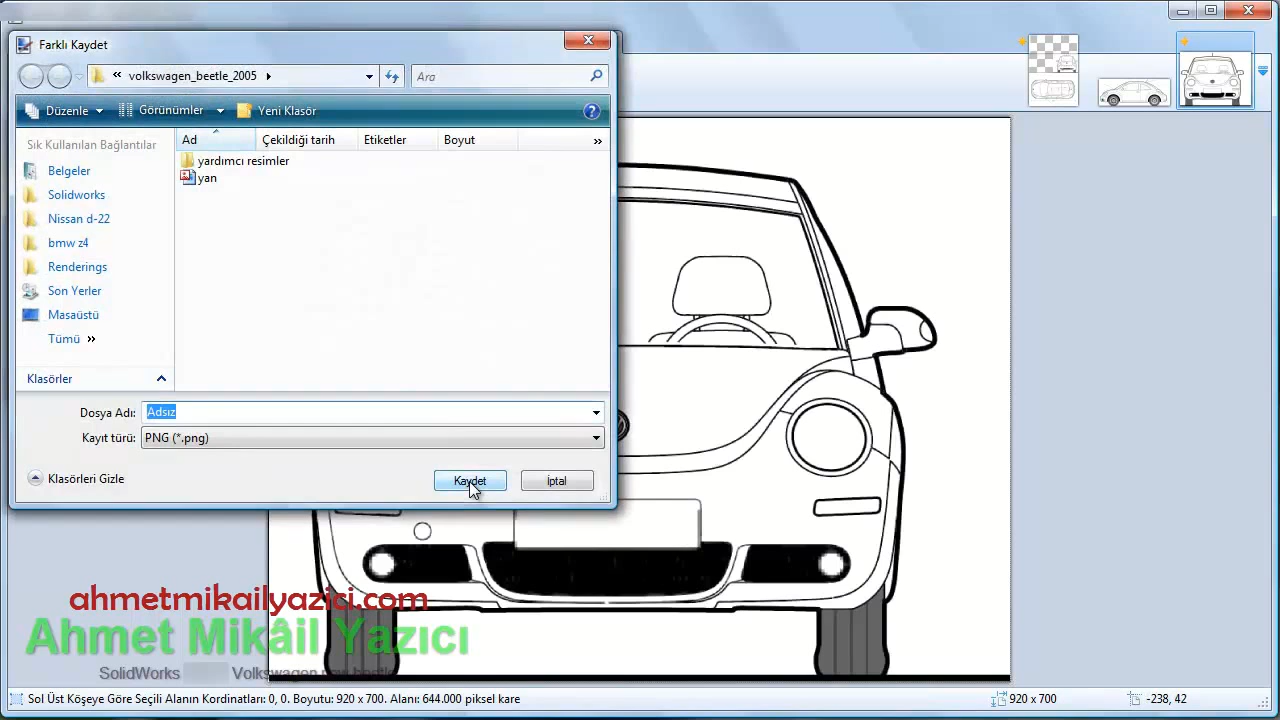 Farklı Kaydet
volkswagen_beetle_2005
Ara
Düzenle
Görünümler
Yeni Klasör
Sık Kullanılan Bağlantılar
Belgeler
Solidworks
Nissan d-22
bmw z4
Renderings
Son Yerler
Masaüstü
Tümü
Klasörler
Ad
Çekildiği tarih
Etiketler
Boyut
yardımcı resimler
yan
Dosya Adı:
Adsız
Kayıt türü:
PNG (*.png)
Klasörleri Gizle
Kaydet
İptal
ahmetmikailyazici.com
Ahmet Mikâil Yazıcı
SolidWorks Volkswagen new beetle
Sol Üst Köşeye Göre Seçili Alanın Kordinatları: 0, 0. Boyutu: 920 x 700. Alanı: 644.000 piksel kare
920 x 700
-238, 42